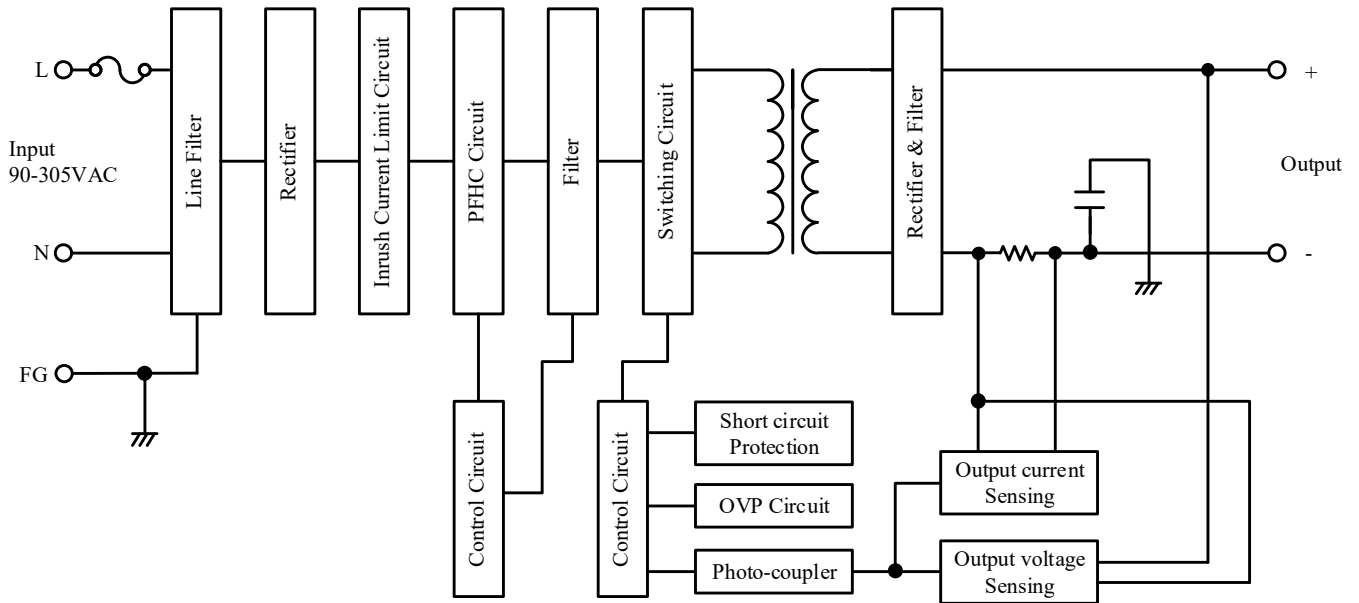 L
Input
90-305VAC
N
FG
Line Filter
Rectifier
Inrush Current Limit Circuit
PFHC Circuit
Filter
Switching Circuit
Rectifier & Filter
+
Output
-
Control Circuit
Control Circuit
Short circuit
Protection
OVP Circuit
Photo-coupler
Output current
Sensing
Output voltage
Sensing